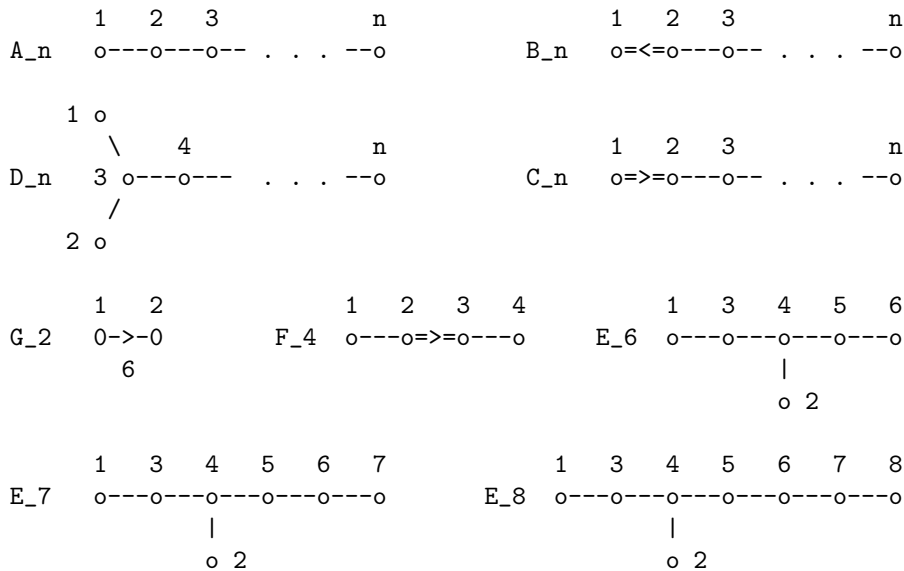 1   2   3           n                1   2   3           n
A_n    o---o---o-- . . . --o         B_n    o=<=o---o-- . . . --o
    1 o
       \    4              n                1   2   3           n
D_n   3 o---o---   . . . --o         C_n    o=>=o---o-- . . . --o
       /
    2 o
       1   2             1   2   3   4          1   3   4   5   6
G_2    0->-0       F_4   o---o=>=o---o     E_6  o---o---o---o---o
         6                                              |
                                                        o 2
       1   3   4   5   6   7            1   3   4   5   6   7   8
E_7    o---o---o---o---o---o       E_8  o---o---o---o---o---o---o
               |                                |
               o 2                              o 2